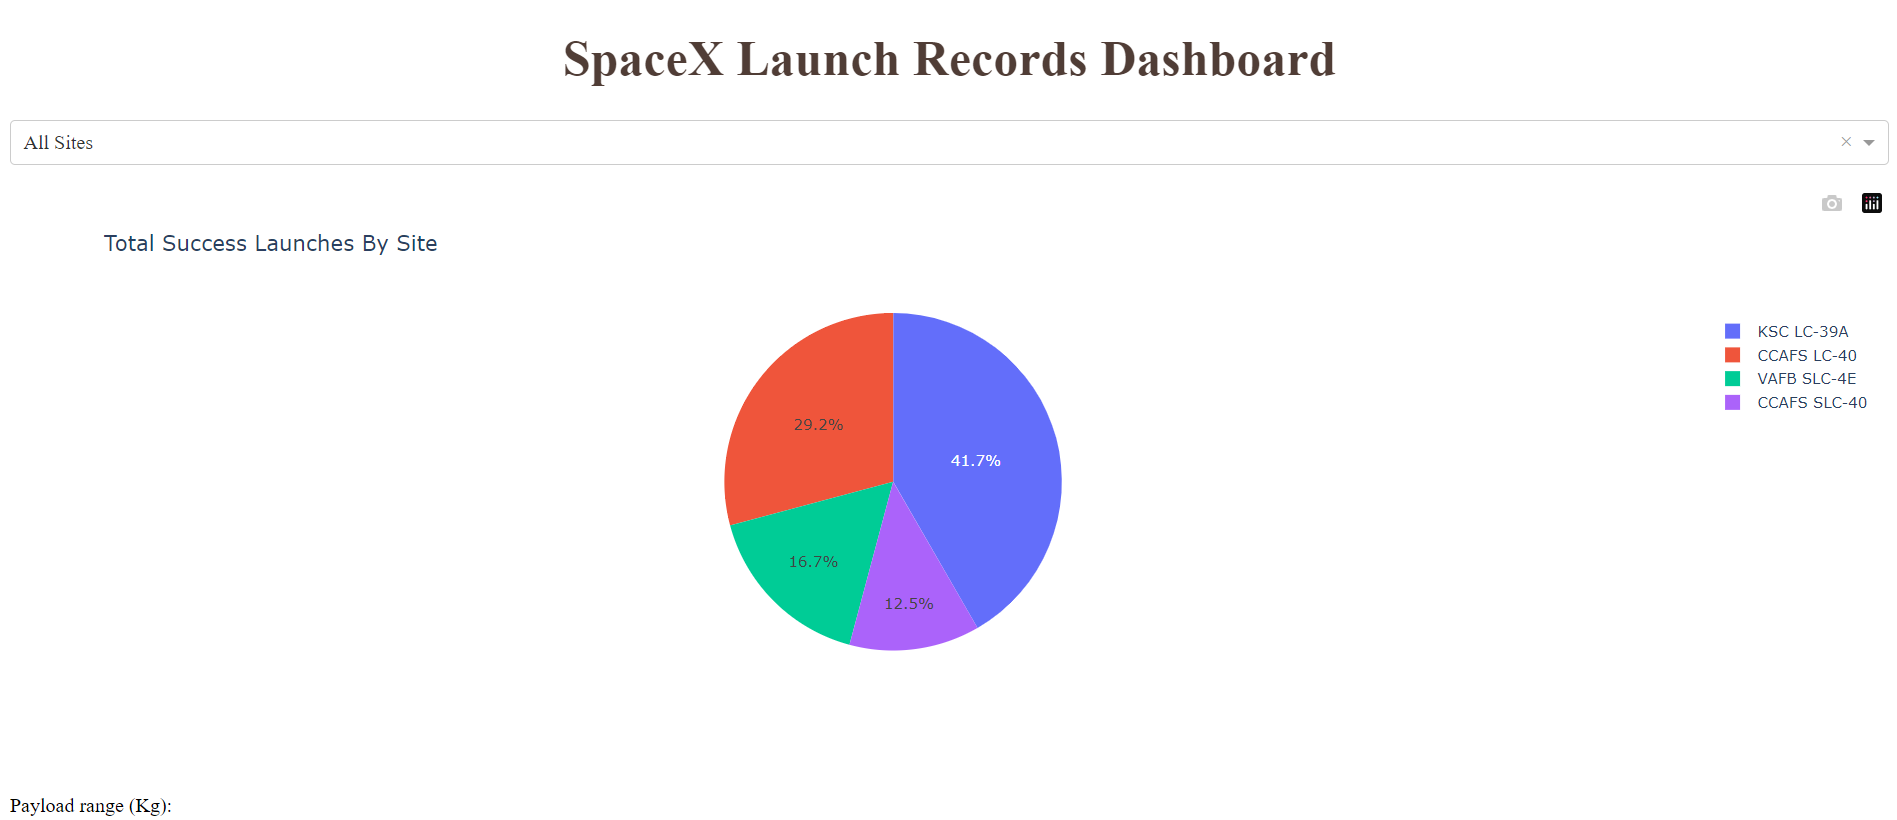 SpaceX Launch Records Dashboard
All Sites
Total Success Launches By Site
KSC LC-39A
CCAFS LC-40
VAFB SLC-4E
CCAFS SLC-40
29.2%
41.7%
16.7%
12.5%
Payload range (Kg):